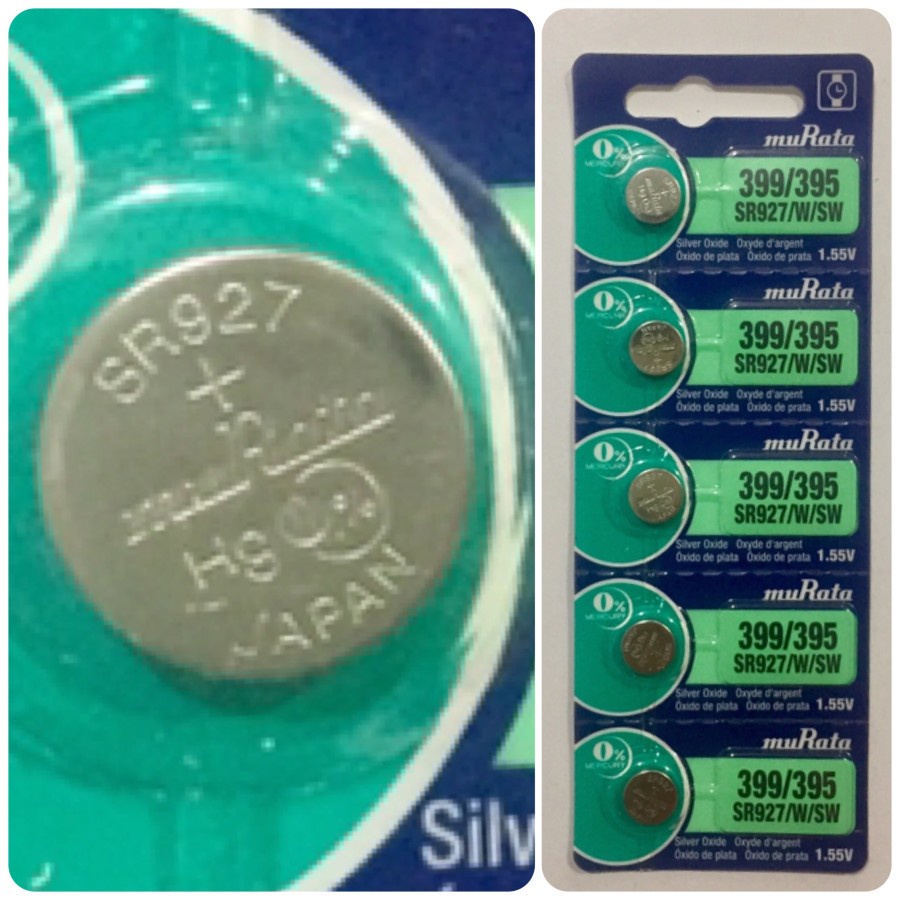 SR927
+
muRata
0%
H8
JAPAN
Silv
muRata
0%
MERCURY
399/395
SR927/W/SW
Silver Oxide Oxyde d'argent
Óxido de plata Óxido de prata 1.55V
muRata
0%
MERCURY
399/395
SR927/W/SW
Silver Oxide Oxyde d'argent
Óxido de plata Óxido de prata 1.55V
muRata
0%
MERCURY
399/395
SR927/W/SW
Silver Oxide Oxyde d'argent
Óxido de plata Óxido de prata 1.55V
muRata
0%
MERCURY
399/395
SR927/W/SW
Silver Oxide Oxyde d'argent
Óxido de plata Óxido de prata 1.55V
muRata
0%
MERCURY
399/395
SR927/W/SW
Silver Oxide Oxyde d'argent
Óxido de plata Óxido de prata 1.55V